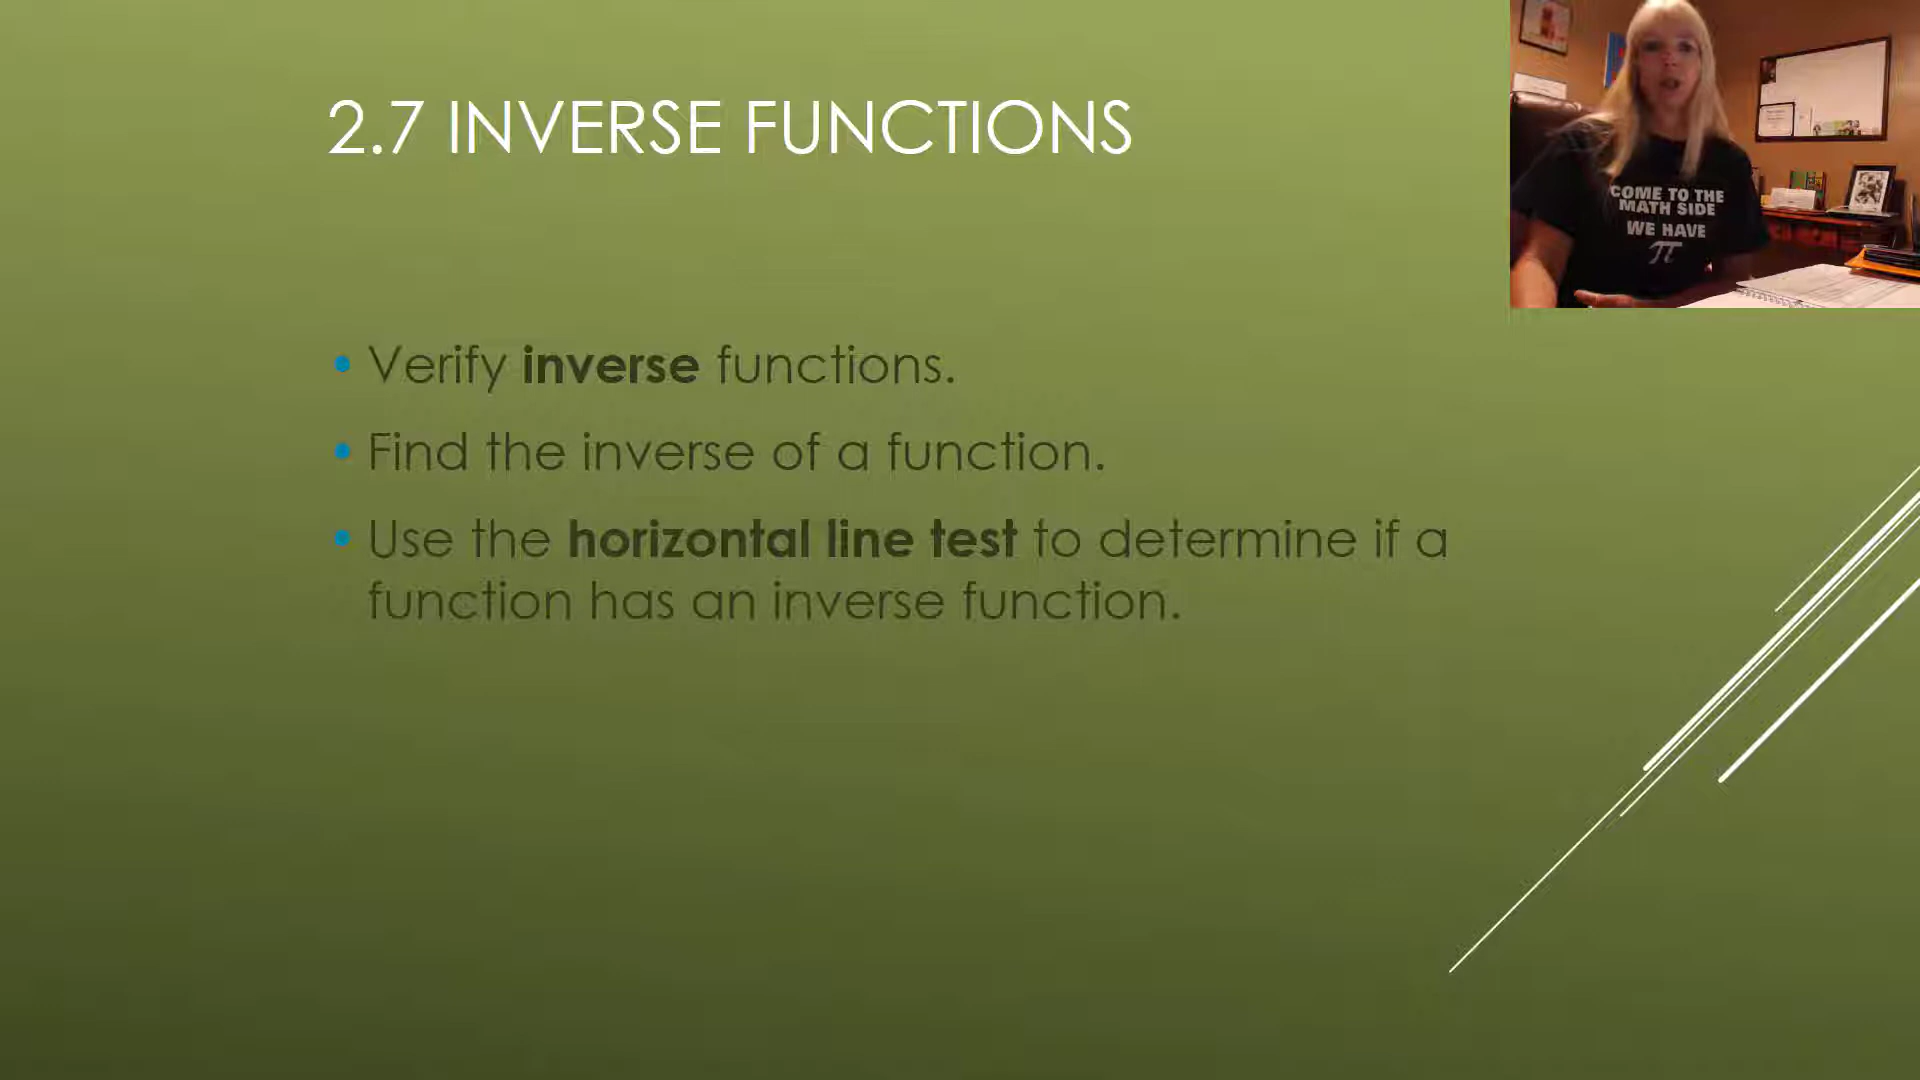 2.7 INVERSE FUNCTIONS
• Verify inverse functions.
• Find the inverse of a function.
• Use the horizontal line test to determine if a
function has an inverse function.
COME TO THE
MATH SIDE
WE HAVE
π